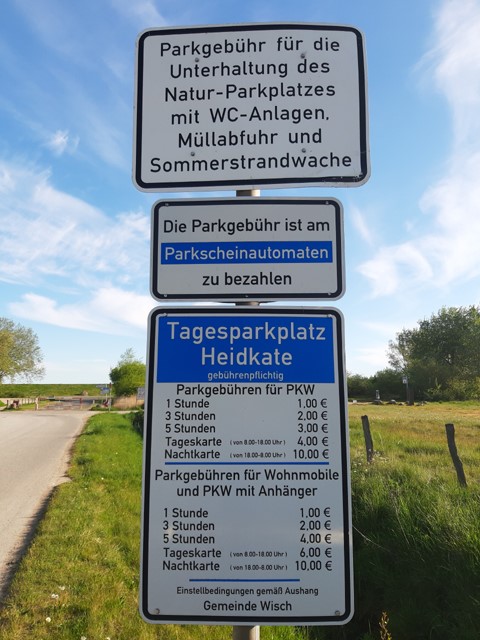 Parkgebühr für die
Unterhaltung des
Natur-Parkplatzes
mit WC-Anlagen,
Müllabfuhr und
Sommerstrandwache
Die Parkgebühr ist am
Parkscheinautomaten
zu bezahlen
Tagesparkplatz
Heidkate
gebührenpflichtig
Parkgebühren für PKW
1 Stunde 1,00 €
3 Stunden 2,00 €
5 Stunden 3,00 €
Tageskarte (von 8.00-18.00 Uhr) 4,00 €
Nachtkarte (von 18.00-8.00 Uhr) 10,00 €
Parkgebühren für Wohnmobile
und PKW mit Anhänger
1 Stunde 1,00 €
3 Stunden 2,00 €
5 Stunden 4,00 €
Tageskarte (von 8.00-18.00 Uhr) 6,00 €
Nachtkarte (von 18.00-8.00 Uhr) 10,00 €
Einstellbedingungen gemäß Aushang
Gemeinde Wisch